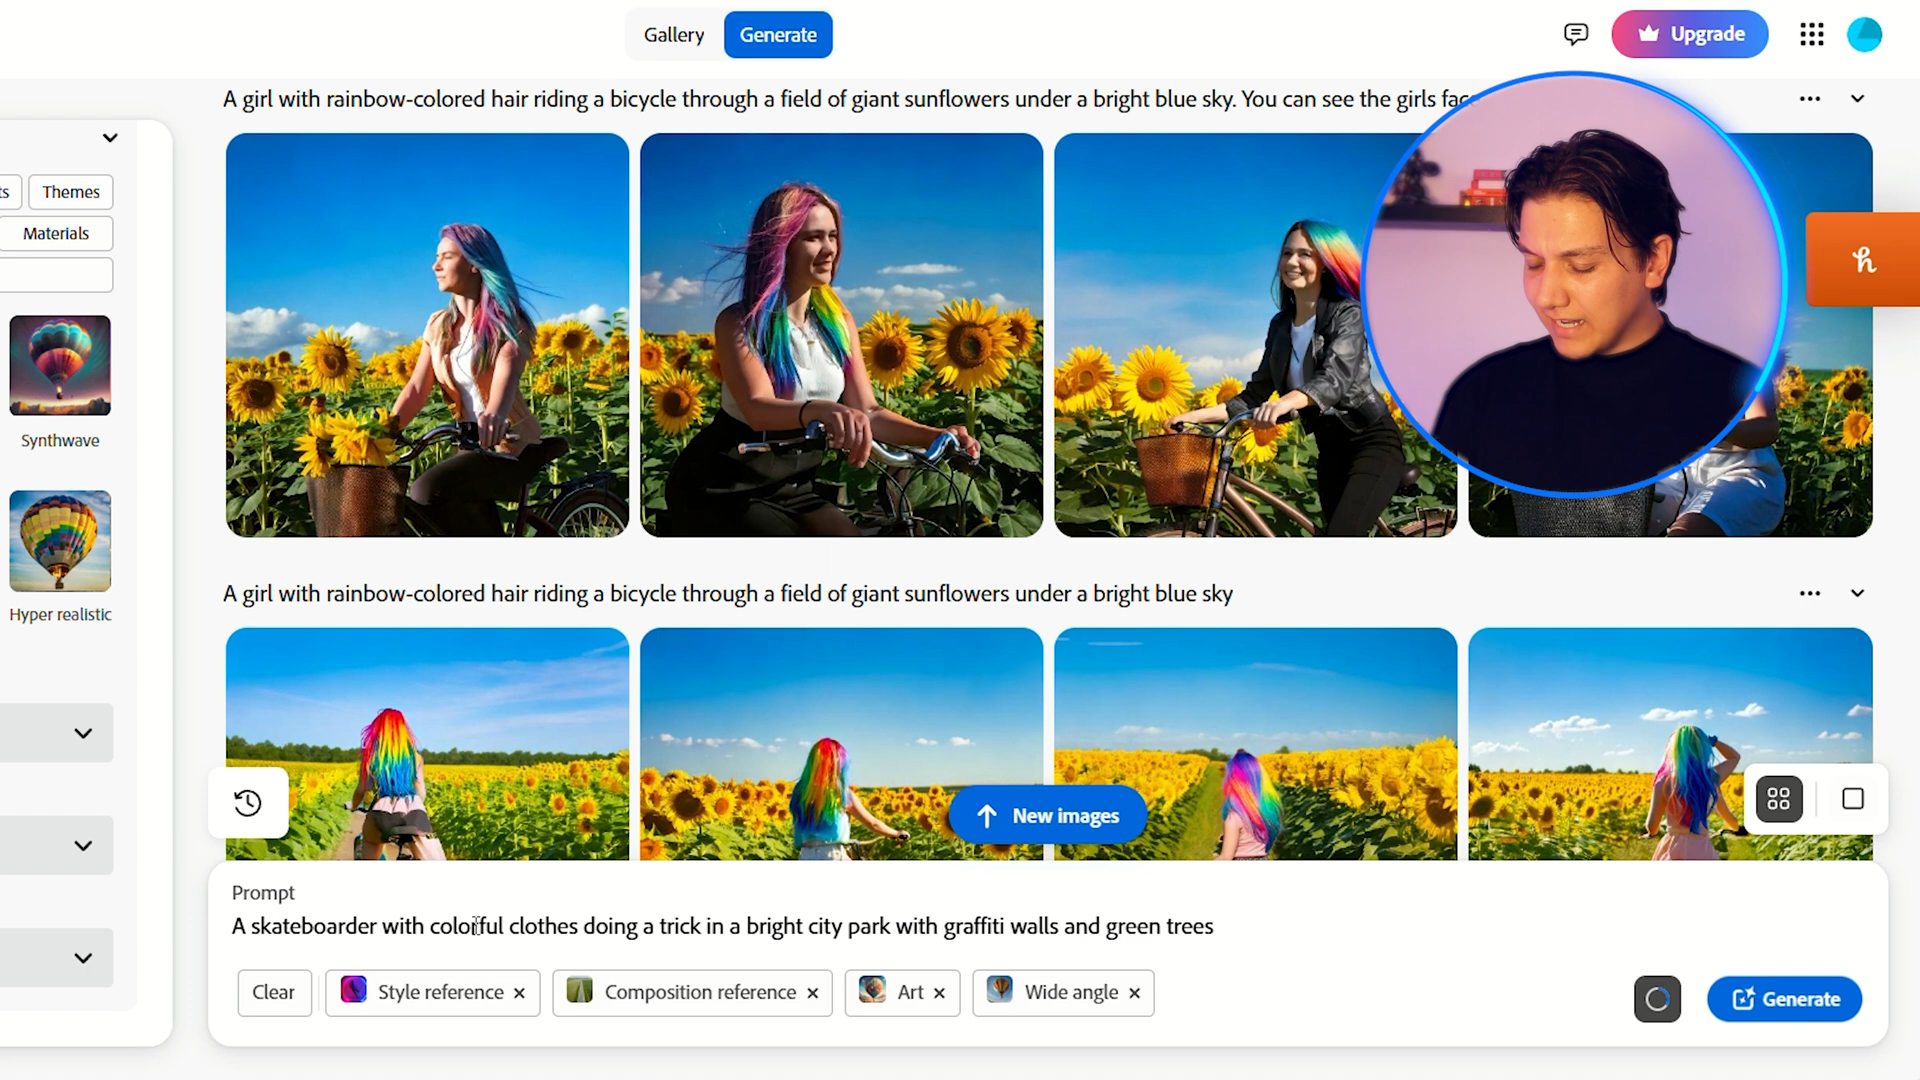 Gallery
Generate
Upgrade
A girl with rainbow-colored hair riding a bicycle through a field of giant sunflowers under a bright blue sky. You can see the girls
Themes
Materials
h
Synthwave
Hyper realistic
A girl with rainbow-colored hair riding a bicycle through a field of giant sunflowers under a bright blue sky
New images
Prompt
A skateboarder with colorful clothes doing a trick in a bright city park with graffiti walls and green trees
Clear
Style reference
Composition reference
Art
Wide angle
Generate